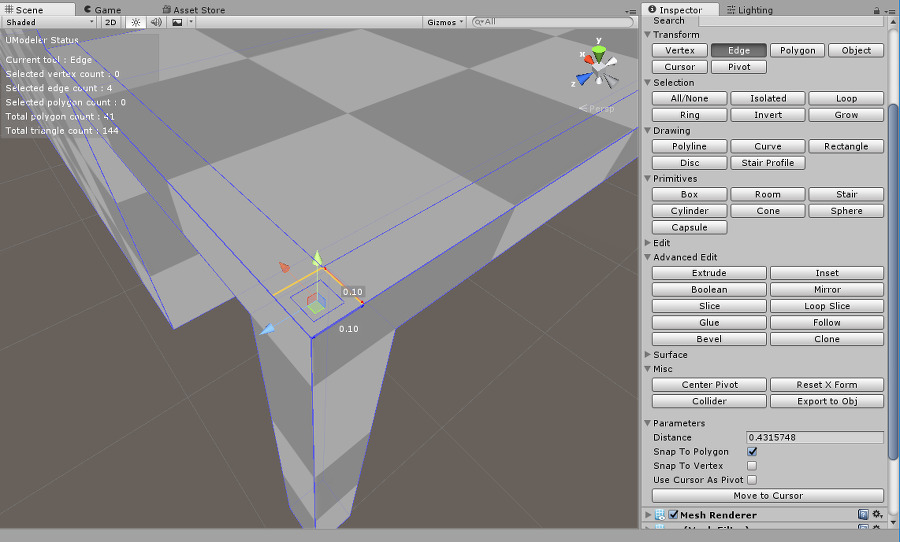 Scene Game Asset Store
Shaded 2D Gizmos All
UModeler Status
Current tool : Edge
Selected vertex count : 0
Selected edge count : 4
Selected polygon count : 0
Total polygon count : 41
Total triangle count : 144
y
x
z
Persp
0.10
0.10
Inspector Lighting
Search
Transform
Vertex Edge Polygon Object
Cursor Pivot
Selection
All/None Isolated Loop
Ring Invert Grow
Drawing
Polyline Curve Rectangle
Disc Stair Profile
Primitives
Box Room Stair
Cylinder Cone Sphere
Capsule
Edit
Advanced Edit
Extrude Inset
Boolean Mirror
Slice Loop Slice
Glue Follow
Bevel Clone
Surface
Misc
Center Pivot Reset X Form
Collider Export to Obj
Parameters
Distance 0.4315748
Snap To Polygon
Snap To Vertex
Use Cursor As Pivot
Move to Cursor
Mesh Renderer